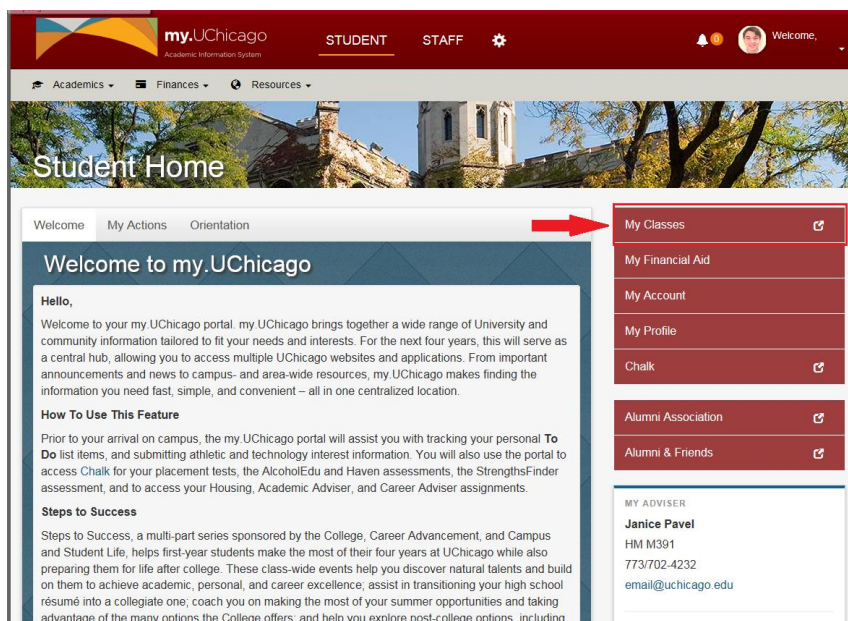 my.UChicago
Academic Information System
STUDENT
STAFF
0
Welcome,
Academics
Finances
Resources
Student Home
Welcome
My Actions
Orientation
Welcome to my.UChicago
Hello,
Welcome to your my.UChicago portal. my.UChicago brings together a wide range of University and
community information tailored to fit your needs and interests. For the next four years, this will serve as
a central hub, allowing you to access multiple UChicago websites and applications. From important
announcements and news to campus- and area-wide resources, my.UChicago makes finding the
information you need fast, simple, and convenient – all in one centralized location.
How To Use This Feature
Prior to your arrival on campus, the my.UChicago portal will assist you with tracking your personal To
Do list items, and submitting athletic and technology interest information. You will also use the portal to
access Chalk for your placement tests, the AlcoholEdu and Haven assessments, the StrengthsFinder
assessment, and to access your Housing, Academic Adviser, and Career Adviser assignments.
Steps to Success
Steps to Success, a multi-part series sponsored by the College, Career Advancement, and Campus
and Student Life, helps first-year students make the most of their four years at UChicago while also
preparing them for life after college. These class-wide events help you discover natural talents and build
on them to achieve academic, personal, and career excellence; assist in transitioning your high school
résumé into a collegiate one; coach you on making the most of your summer opportunities and taking
advantage of the many options the College offers; and help you explore post-college options, including
My Classes
My Financial Aid
My Account
My Profile
Chalk
Alumni Association
Alumni & Friends
MY ADVISER
Janice Pavel
HM M391
773/702-4232
email@uchicago.edu